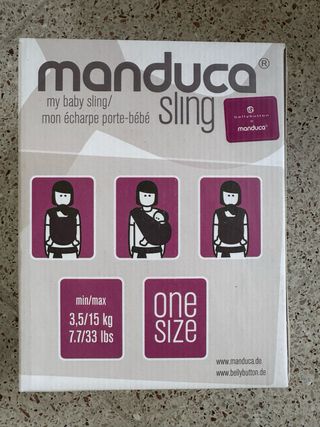 manduca®
my baby sling/
mon écharpe porte-bébé
sling
bellybutton
manduca®
min/max
3,5/15 kg
7.7/33 lbs
one
size
www.manduca.de
www.bellybutton.de